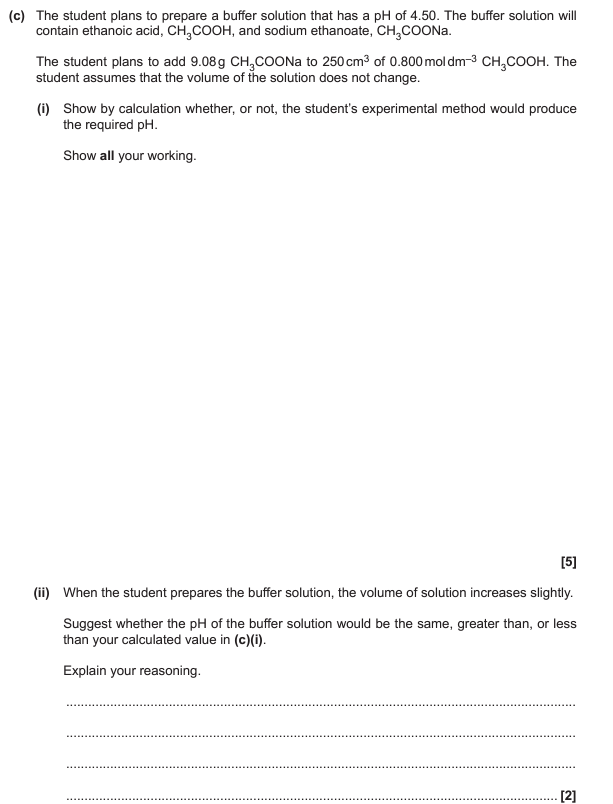 (c) The student plans to prepare a buffer solution that has a pH of 4.50. The buffer solution will
contain ethanoic acid, CH₃COOH, and sodium ethanoate, CH₃COONa.
The student plans to add 9.08 g CH₃COONa to 250 cm³ of 0.800 mol dm⁻³ CH₃COOH. The
student assumes that the volume of the solution does not change.
(i) Show by calculation whether, or not, the student's experimental method would produce
the required pH.
Show all your working.
[5]
(ii) When the student prepares the buffer solution, the volume of solution increases slightly.
Suggest whether the pH of the buffer solution would be the same, greater than, or less
than your calculated value in (c)(i).
Explain your reasoning.
[2]